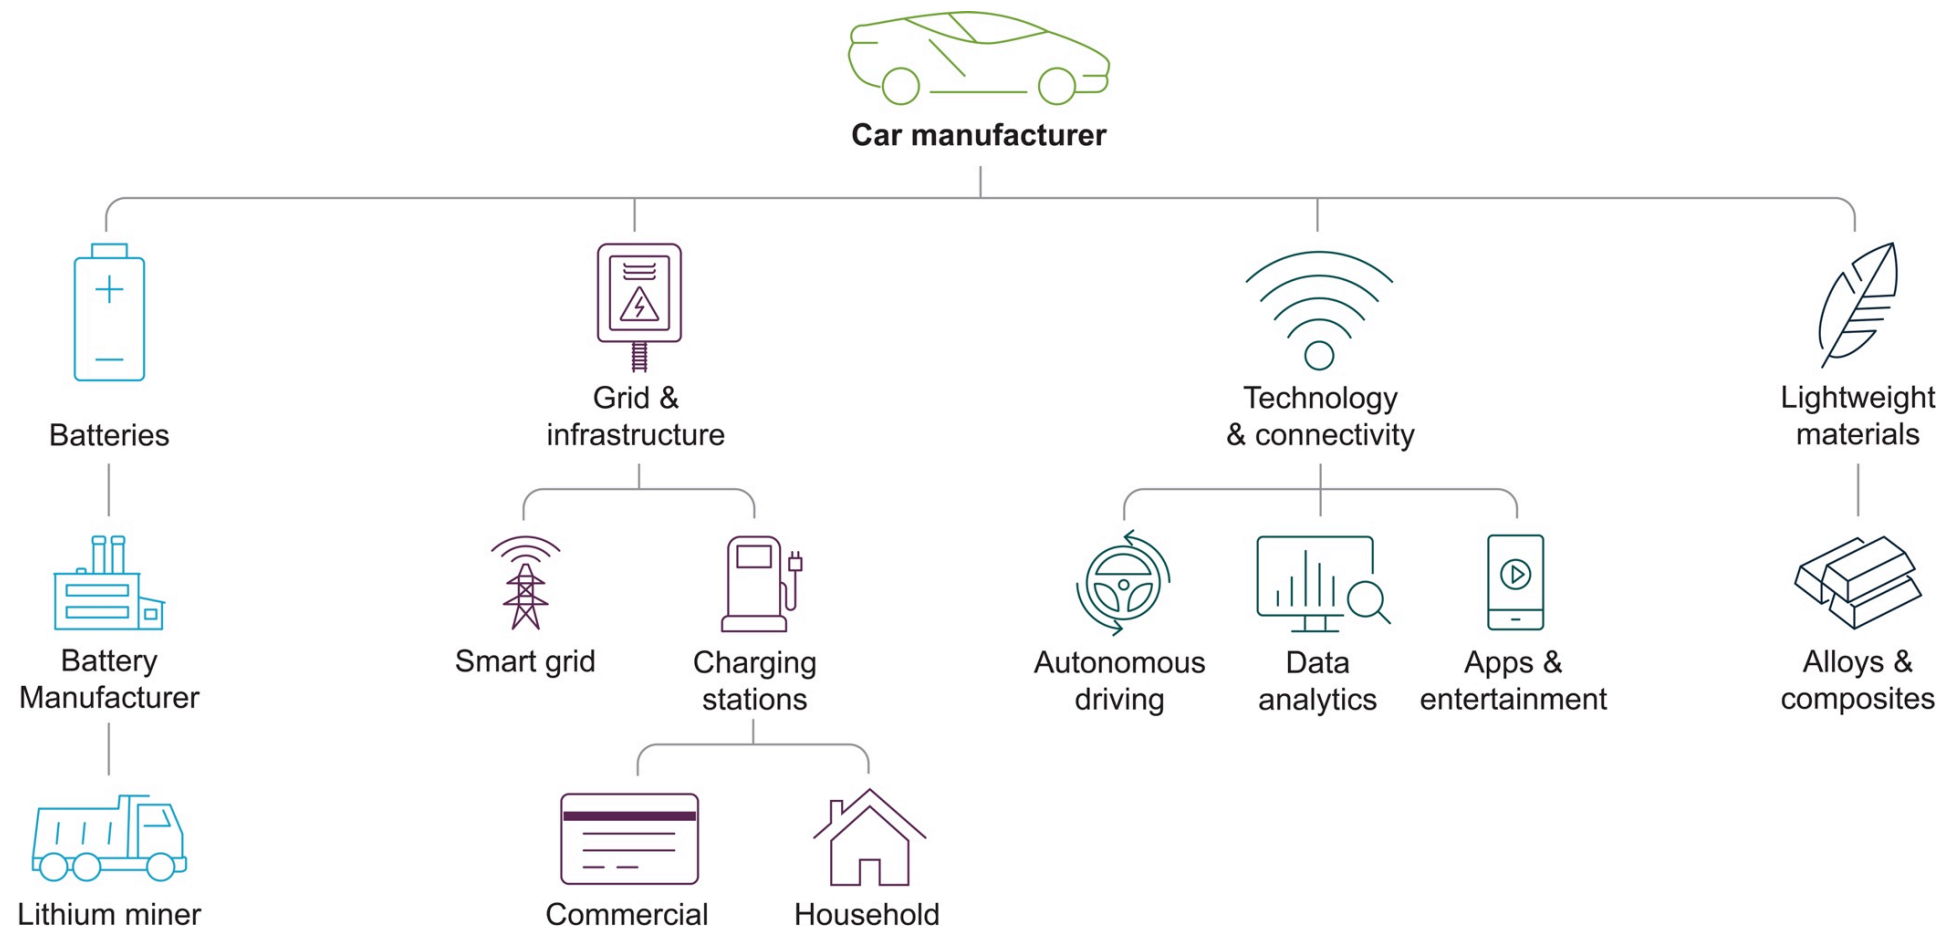 Car manufacturer
Batteries
Grid &
infrastructure
Technology
& connectivity
Lightweight
materials
Battery
Manufacturer
Smart grid
Charging
stations
Autonomous
driving
Data
analytics
Apps &
entertainment
Alloys &
composites
Lithium miner
Commercial
Household